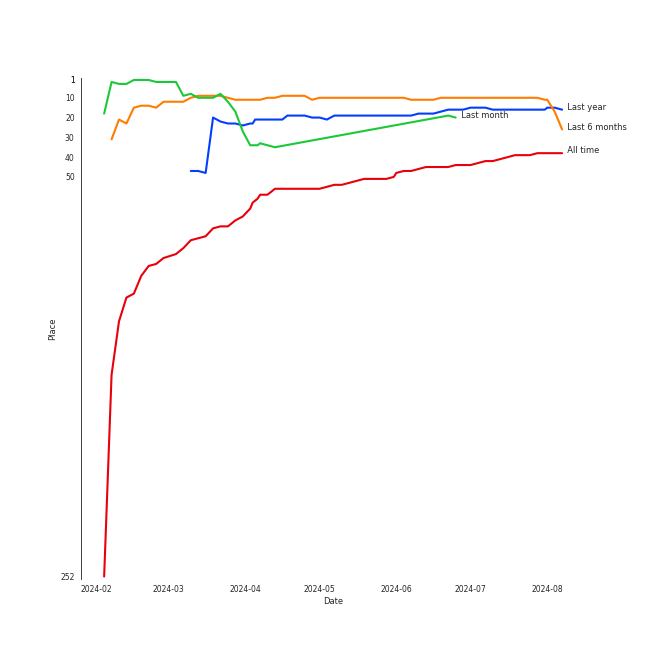 1
10
20
30
40
50
252
Place
Last year
Last month
Last 6 months
All time
2024-02
2024-03
2024-04
2024-05
2024-06
2024-07
2024-08
Date